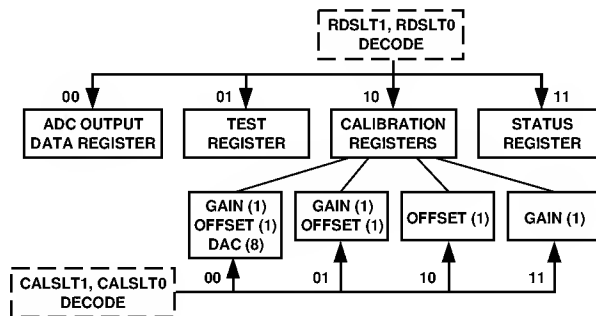 RDSLT1, RDSLT0
DECODE
00 01 10 11
ADC OUTPUT
DATA REGISTER
TEST
REGISTER
CALIBRATION
REGISTERS
STATUS
REGISTER
GAIN (1)
OFFSET (1)
DAC (8)
GAIN (1)
OFFSET (1)
OFFSET (1)
GAIN (1)
00 01 10 11
CALSLT1, CALSLT0
DECODE